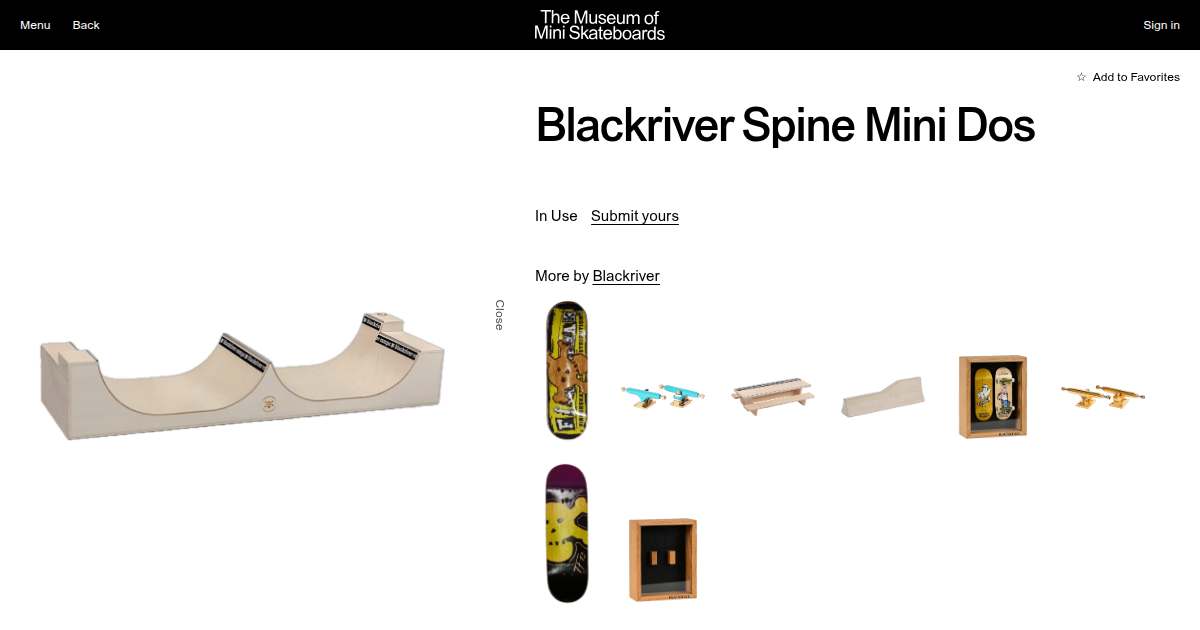 Menu
Back
The Museum of
Mini Skateboards
Sign in
☆ Add to Favorites
Blackriver Spine Mini Dos
In Use
Submit yours
More by Blackriver
Close